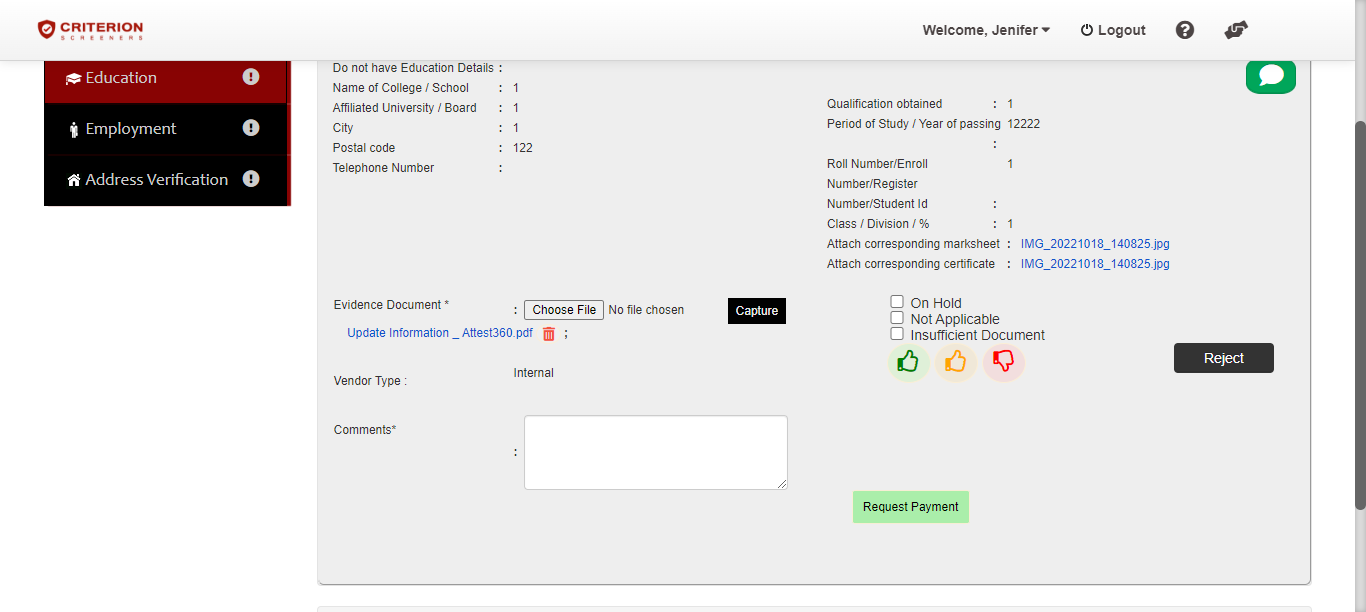 CRITERION
SCREENERS
Welcome, Jenifer
Logout
Education
Employment
Address Verification
Do not have Education Details :
Name of College / School : 1
Affiliated University / Board : 1
City : 1
Postal code : 122
Telephone Number :
Qualification obtained : 1
Period of Study / Year of passing 12222
:
Roll Number/Enroll 1
Number/Register
Number/Student Id :
Class / Division / % : 1
Attach corresponding marksheet : IMG_20221018_140825.jpg
Attach corresponding certificate : IMG_20221018_140825.jpg
Evidence Document * : Choose File No file chosen Capture
Update Information _ Attest360.pdf ;
On Hold
Not Applicable
Insufficient Document
Reject
Vendor Type : Internal
Comments*
:
Request Payment